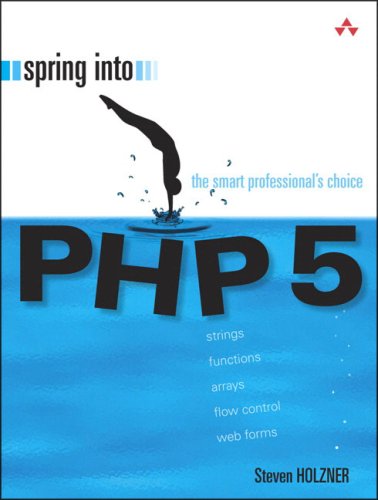 spring into
the smart professional's choice
PHP 5
strings
functions
arrays
flow control
web forms
Steven HOLZNER